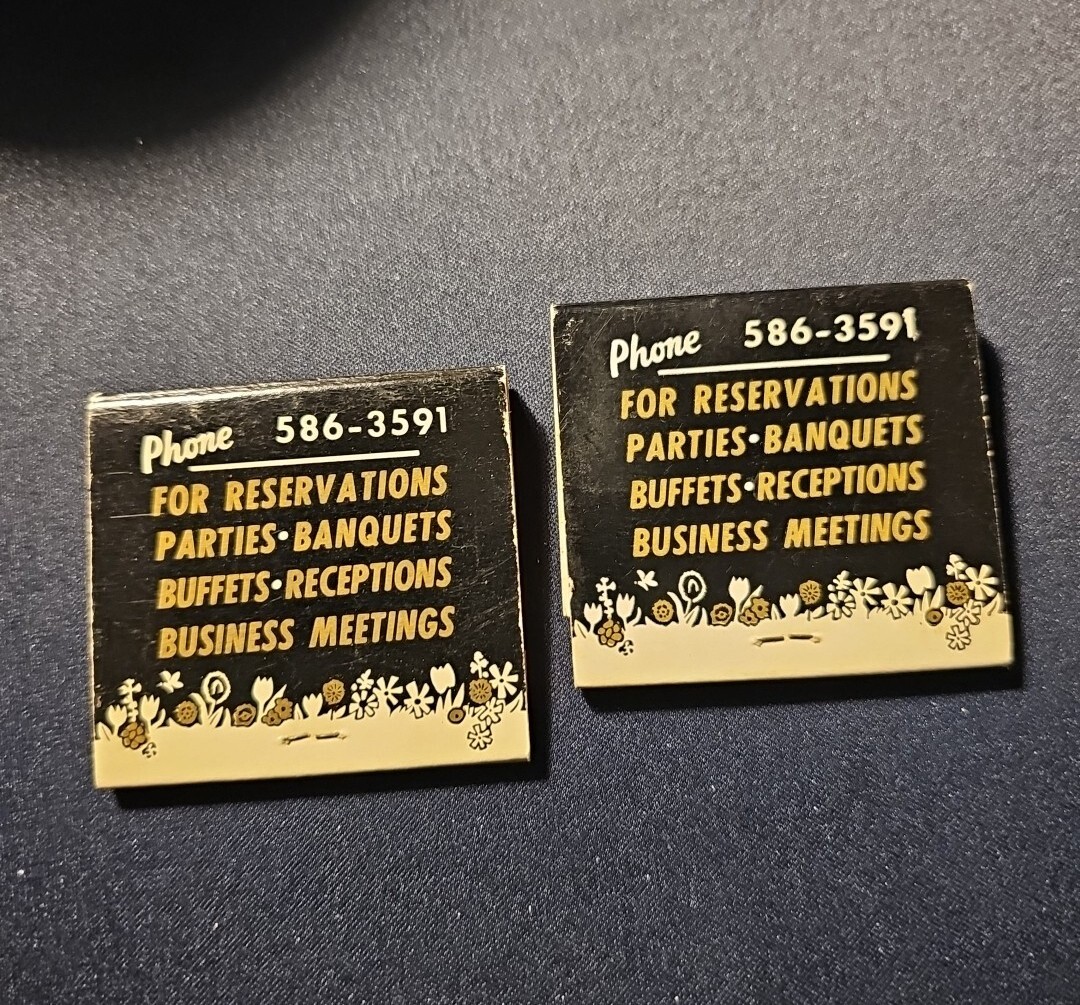 Phone 586-3591
FOR RESERVATIONS
PARTIES•BANQUETS
BUFFETS•RECEPTIONS
BUSINESS MEETINGS
Phone 586-3591
FOR RESERVATIONS
PARTIES•BANQUETS
BUFFETS•RECEPTIONS
BUSINESS MEETINGS